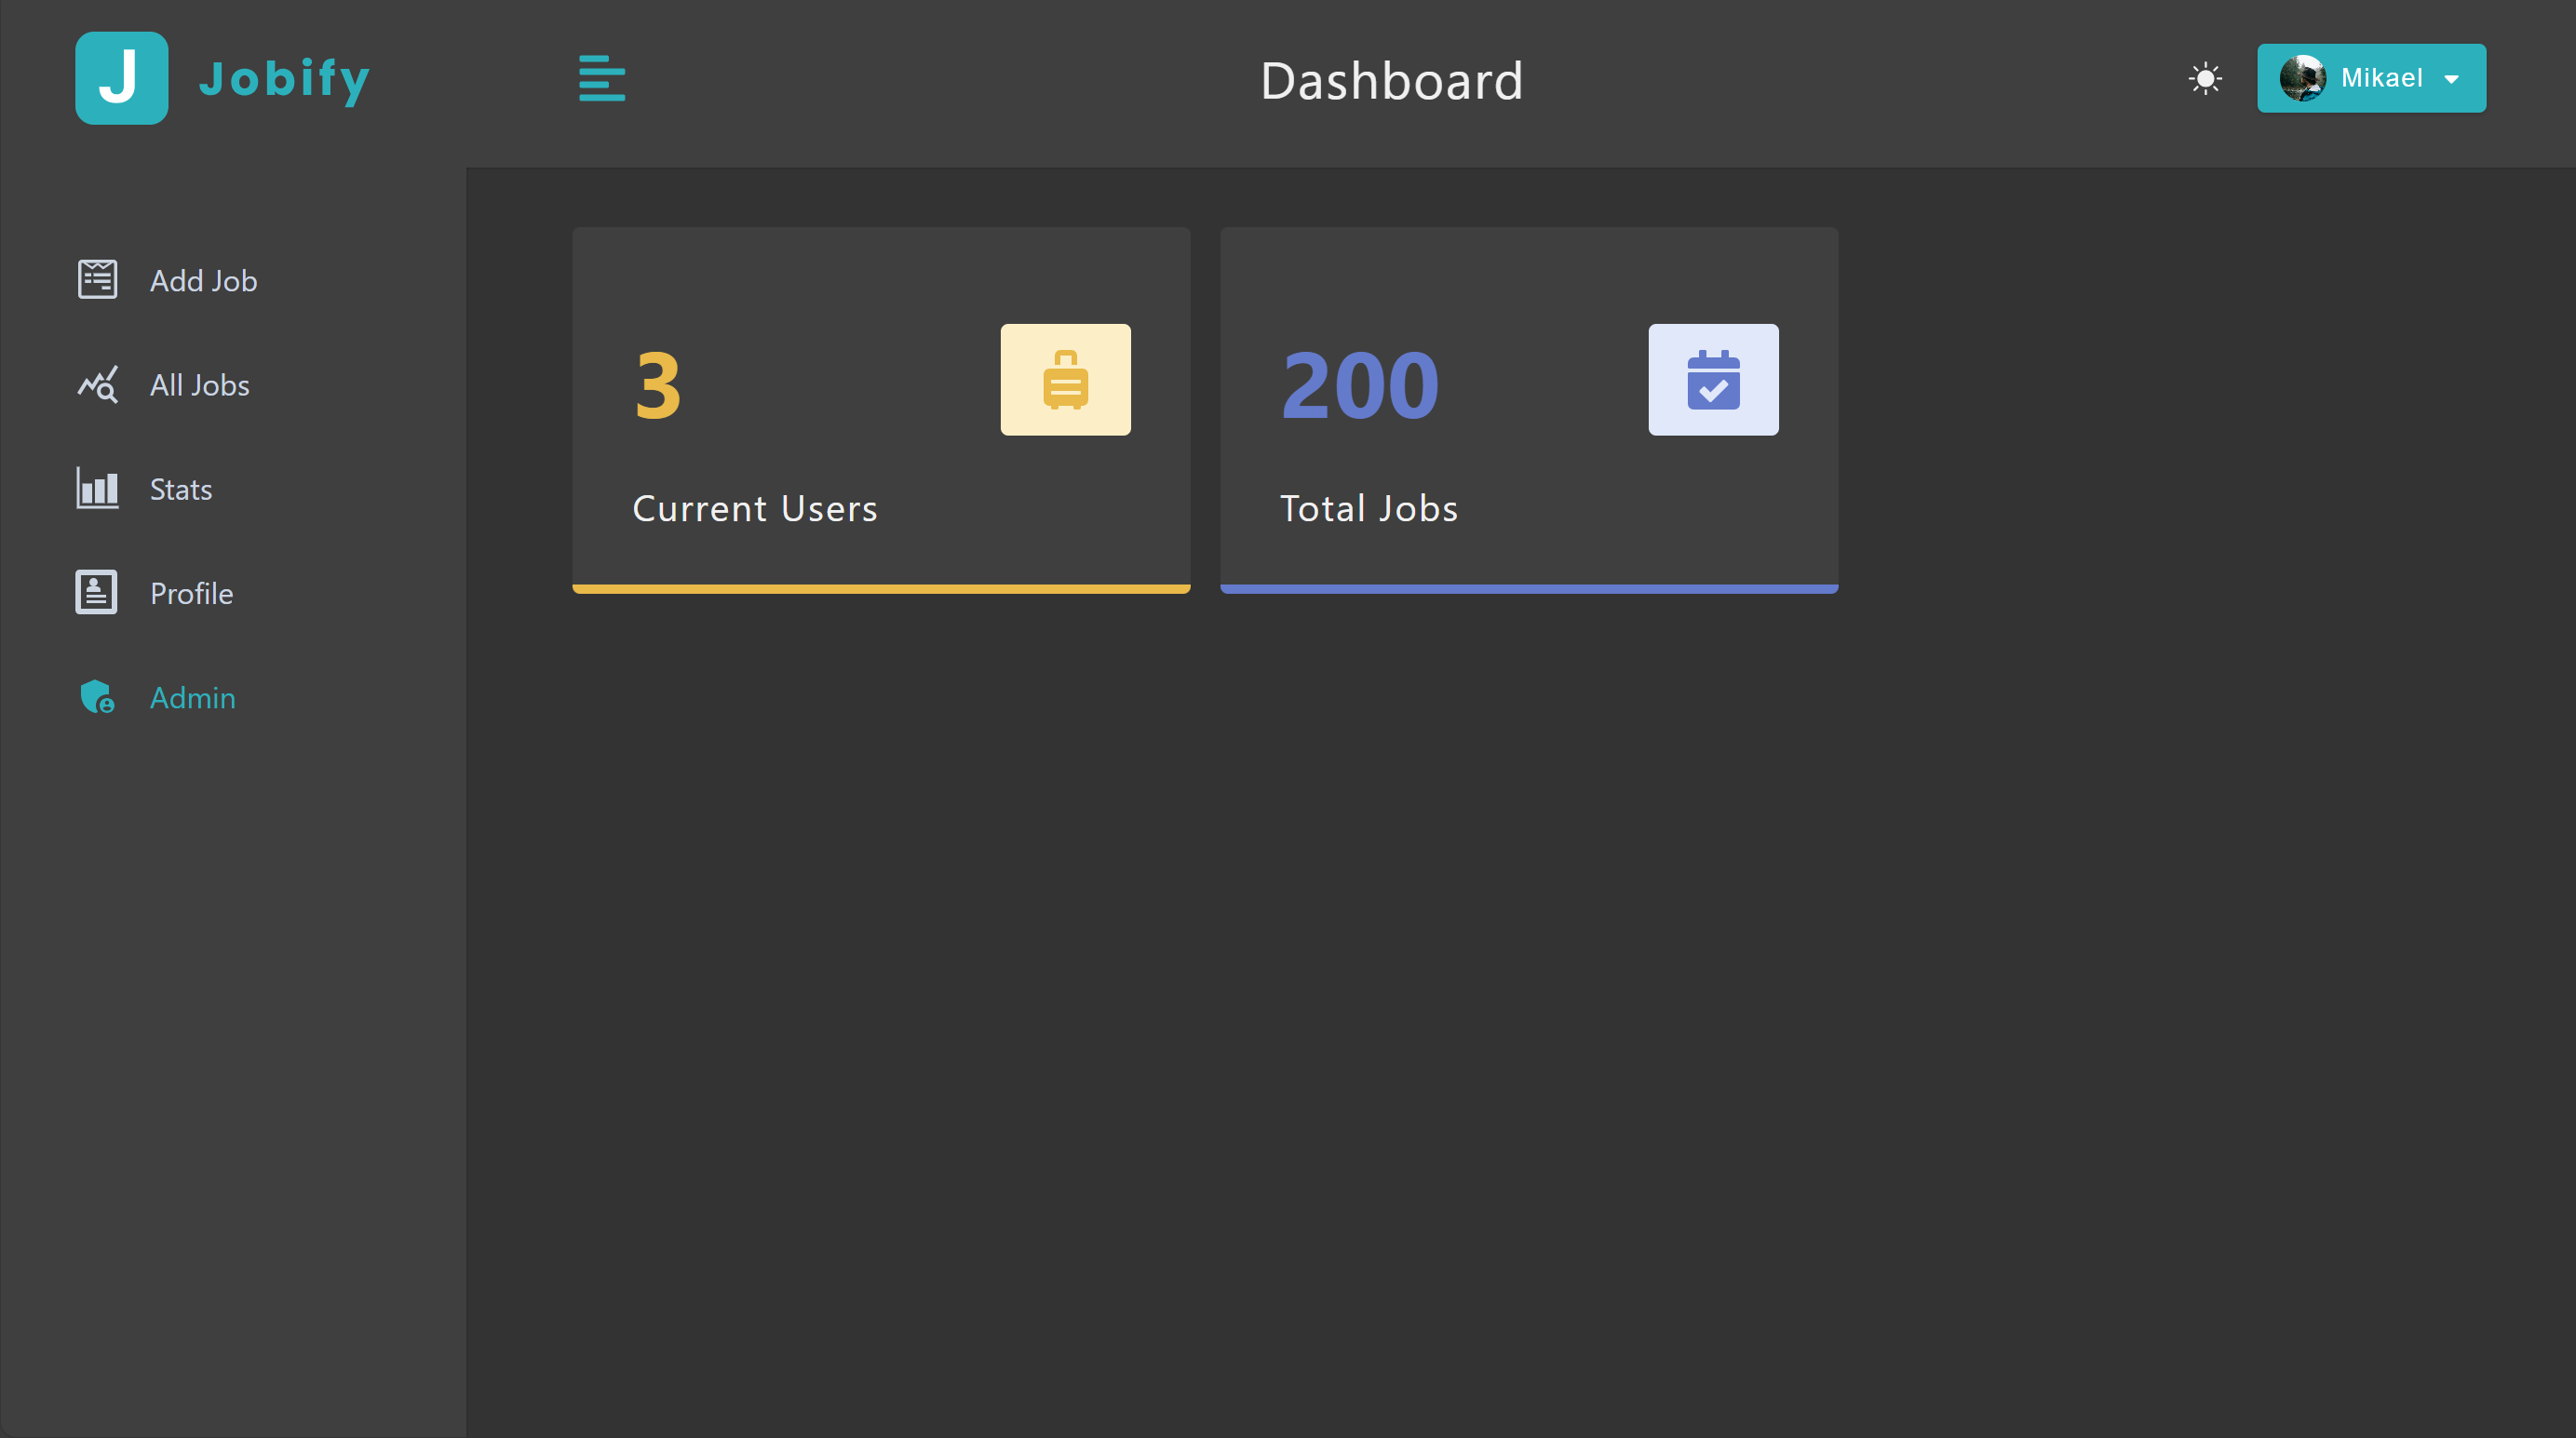 J Jobify
Dashboard
Mikael
Add Job
All Jobs
Stats
Profile
Admin
3
Current Users
200
Total Jobs